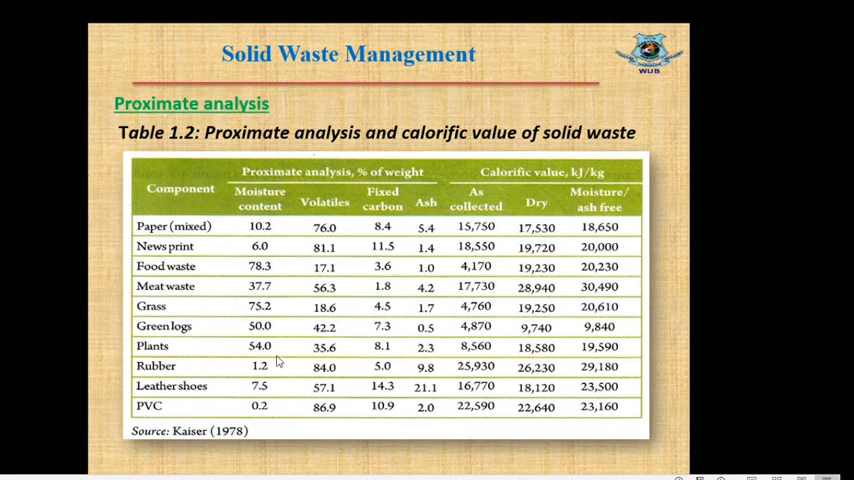 Solid Waste Management
WUB
Proximate analysis
Table 1.2: Proximate analysis and calorific value of solid waste
Component Proximate analysis, % of weight Calorific value, kJ/kg
Moisture content Volatiles Fixed carbon Ash As collected Dry Moisture/ ash free
Paper (mixed) 10.2 76.0 8.4 5.4 15,750 17,530 18,650
News print 6.0 81.1 11.5 1.4 18,550 19,720 20,000
Food waste 78.3 17.1 3.6 1.0 4,170 19,230 20,230
Meat waste 37.7 56.3 1.8 4.2 17,730 28,940 30,490
Grass 75.2 18.6 4.5 1.7 4,760 19,250 20,610
Green logs 50.0 42.2 7.3 0.5 4,870 9,740 9,840
Plants 54.0 35.6 8.1 2.3 8,560 18,580 19,590
Rubber 1.2 84.0 5.0 9.8 25,930 26,230 29,180
Leather shoes 7.5 57.1 14.3 21.1 16,770 18,120 23,500
PVC 0.2 86.9 10.9 2.0 22,590 22,640 23,160
Source: Kaiser (1978)